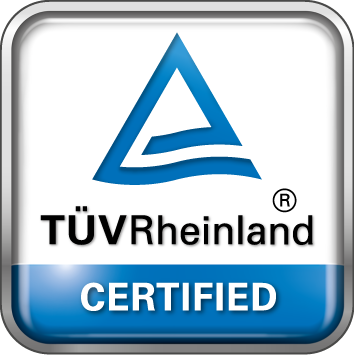 ®
TÜVRheinland
CERTIFIED